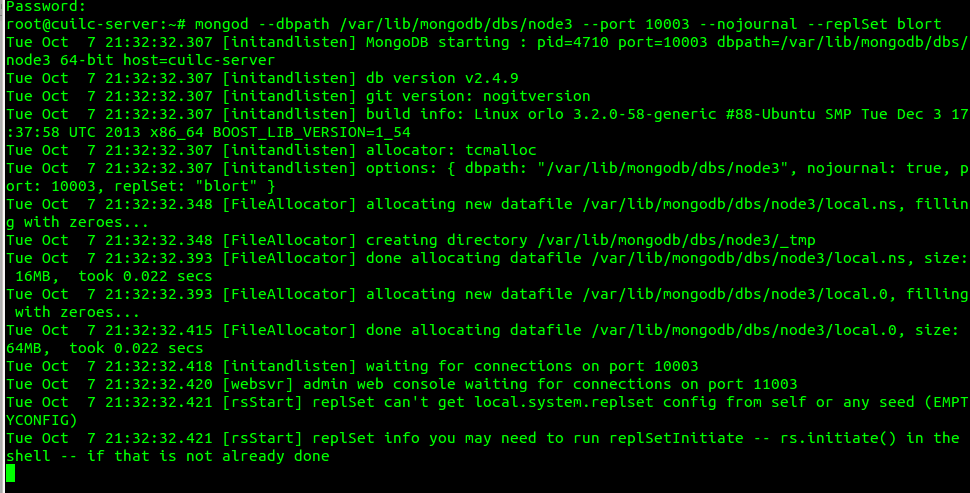 Password:
root@cuilc-server:~# mongod --dbpath /var/lib/mongodb/dbs/node3 --port 10003 --nojournal --replSet blort
Tue Oct  7 21:32:32.307 [initandlisten] MongoDB starting : pid=4710 port=10003 dbpath=/var/lib/mongodb/dbs/
node3 64-bit host=cuilc-server
Tue Oct  7 21:32:32.307 [initandlisten] db version v2.4.9
Tue Oct  7 21:32:32.307 [initandlisten] git version: nogitversion
Tue Oct  7 21:32:32.307 [initandlisten] build info: Linux orlo 3.2.0-58-generic #88-Ubuntu SMP Tue Dec 3 17
:37:58 UTC 2013 x86_64 BOOST_LIB_VERSION=1_54
Tue Oct  7 21:32:32.307 [initandlisten] allocator: tcmalloc
Tue Oct  7 21:32:32.307 [initandlisten] options: { dbpath: "/var/lib/mongodb/dbs/node3", nojournal: true, p
ort: 10003, replSet: "blort" }
Tue Oct  7 21:32:32.348 [FileAllocator] allocating new datafile /var/lib/mongodb/dbs/node3/local.ns, fillin
g with zeroes...
Tue Oct  7 21:32:32.348 [FileAllocator] creating directory /var/lib/mongodb/dbs/node3/_tmp
Tue Oct  7 21:32:32.393 [FileAllocator] done allocating datafile /var/lib/mongodb/dbs/node3/local.ns, size:
 16MB,  took 0.022 secs
Tue Oct  7 21:32:32.393 [FileAllocator] allocating new datafile /var/lib/mongodb/dbs/node3/local.0, filling
 with zeroes...
Tue Oct  7 21:32:32.415 [FileAllocator] done allocating datafile /var/lib/mongodb/dbs/node3/local.0, size:
64MB,  took 0.022 secs
Tue Oct  7 21:32:32.418 [initandlisten] waiting for connections on port 10003
Tue Oct  7 21:32:32.420 [websvr] admin web console waiting for connections on port 11003
Tue Oct  7 21:32:32.421 [rsStart] replSet can't get local.system.replset config from self or any seed (EMPT
YCONFIG)
Tue Oct  7 21:32:32.421 [rsStart] replSet info you may need to run replSetInitiate -- rs.initiate() in the
shell -- if that is not already done